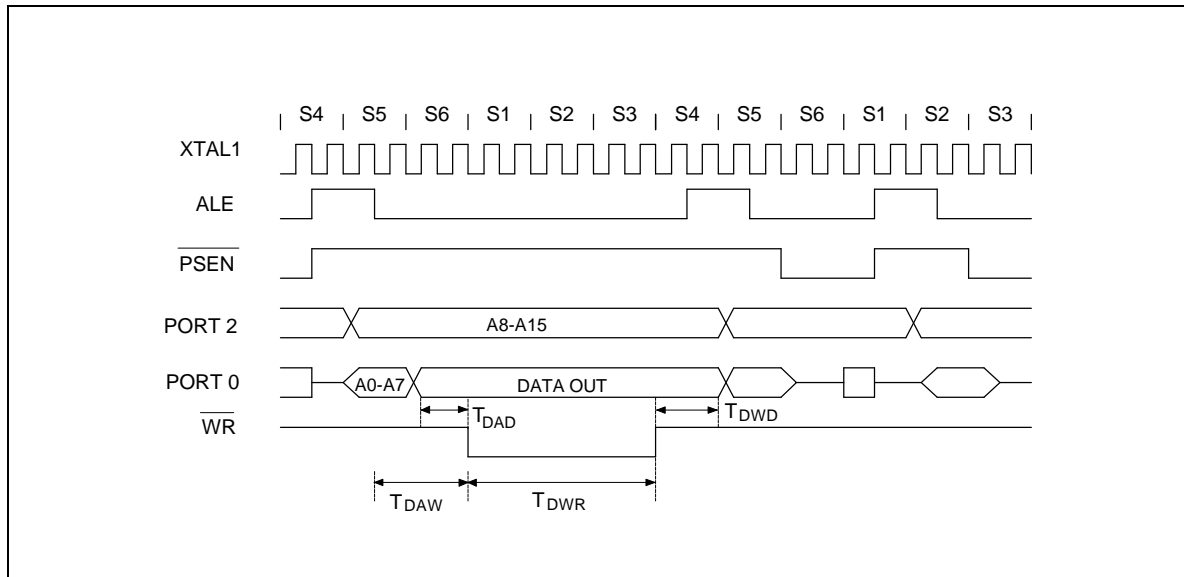 S4 S5 S6 S1 S2 S3 S4 S5 S6 S1 S2 S3
XTAL1
ALE
PSEN
PORT 2 A8-A15
PORT 0 A0-A7 DATA OUT
WR TDAD TDWD
TDAW TDWR